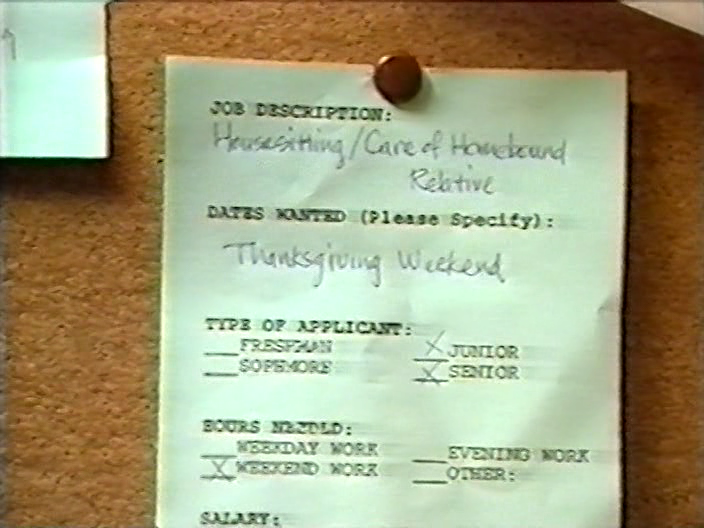 JOB DESCRIPTION:
Housesitting/Care of Homebound
Relative
DATES WANTED (Please Specify):
Thanksgiving Weekend
TYPE OF APPLICANT:
___FRESHMAN X JUNIOR
___SOPHMORE X SENIOR
HOURS NEEDED:
___WEEKDAY WORK ___EVENING WORK
X WEEKEND WORK ___OTHER:
SALARY: